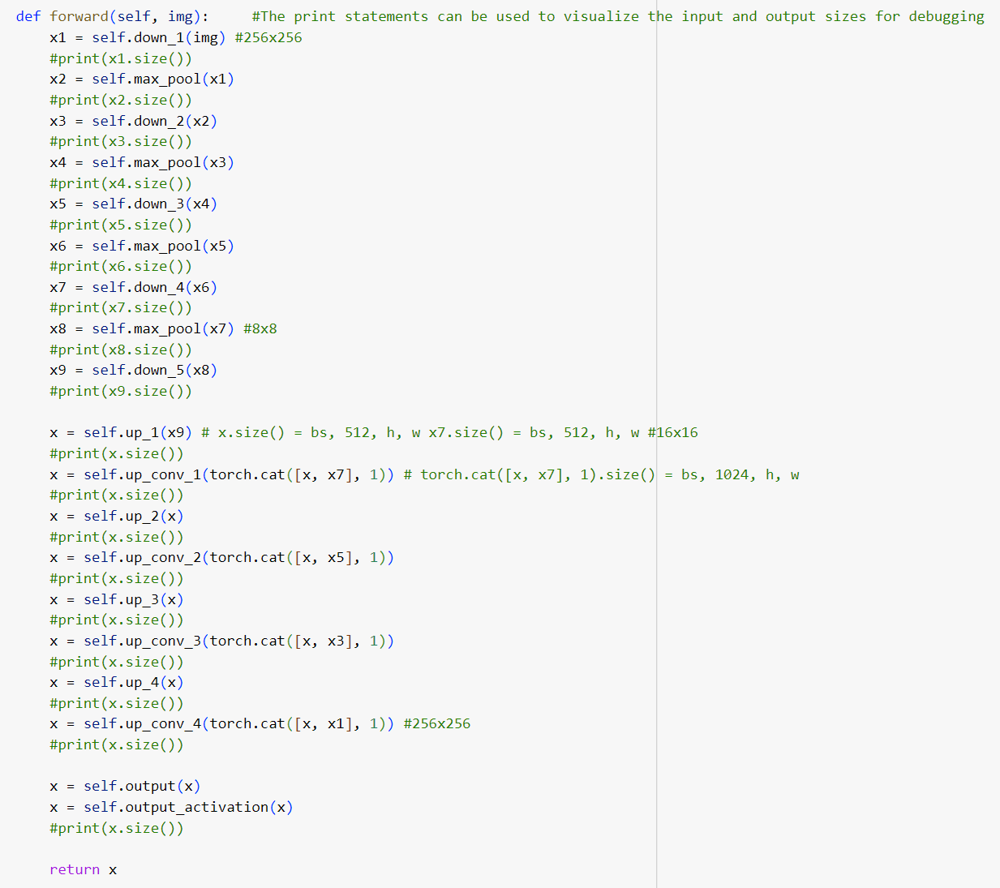 def forward(self, img):     #The print statements can be used to visualize the input and output sizes for debugging
    x1 = self.down_1(img) #256x256
    #print(x1.size())
    x2 = self.max_pool(x1)
    #print(x2.size())
    x3 = self.down_2(x2)
    #print(x3.size())
    x4 = self.max_pool(x3)
    #print(x4.size())
    x5 = self.down_3(x4)
    #print(x5.size())
    x6 = self.max_pool(x5)
    #print(x6.size())
    x7 = self.down_4(x6)
    #print(x7.size())
    x8 = self.max_pool(x7) #8x8
    #print(x8.size())
    x9 = self.down_5(x8)
    #print(x9.size())

    x = self.up_1(x9) # x.size() = bs, 512, h, w x7.size() = bs, 512, h, w #16x16
    #print(x.size())
    x = self.up_conv_1(torch.cat([x, x7], 1)) # torch.cat([x, x7], 1).size() = bs, 1024, h, w
    #print(x.size())
    x = self.up_2(x)
    #print(x.size())
    x = self.up_conv_2(torch.cat([x, x5], 1))
    #print(x.size())
    x = self.up_3(x)
    #print(x.size())
    x = self.up_conv_3(torch.cat([x, x3], 1))
    #print(x.size())
    x = self.up_4(x)
    #print(x.size())
    x = self.up_conv_4(torch.cat([x, x1], 1)) #256x256
    #print(x.size())

    x = self.output(x)
    x = self.output_activation(x)
    #print(x.size())

    return x